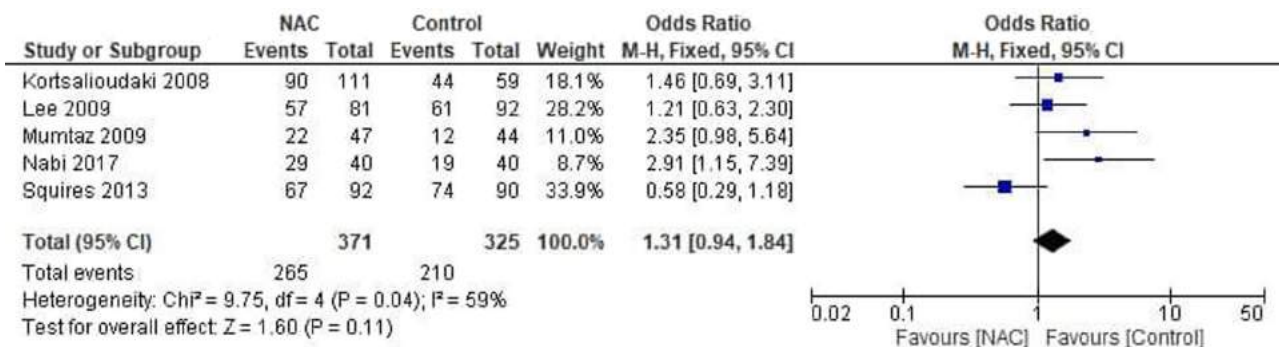 NAC Control Odds Ratio Odds Ratio
Study or Subgroup Events Total Events Total Weight M-H, Fixed, 95% CI M-H, Fixed, 95% CI
Kortsalioudaki 2008 90 111 44 59 18.1% 1.46 [0.69, 3.11]
Lee 2009 57 81 61 92 28.2% 1.21 [0.63, 2.30]
Mumtaz 2009 22 47 12 44 11.0% 2.35 [0.98, 5.64]
Nabi 2017 29 40 19 40 8.7% 2.91 [1.15, 7.39]
Squires 2013 67 92 74 90 33.9% 0.58 [0.29, 1.18]
Total (95% CI) 371 325 100.0% 1.31 [0.94, 1.84]
Total events 265 210
Heterogeneity: Chi² = 9.75, df = 4 (P = 0.04); I² = 59%
Test for overall effect: Z = 1.60 (P = 0.11)
0.02 0.1 1 10 50
Favours [NAC] Favours [Control]